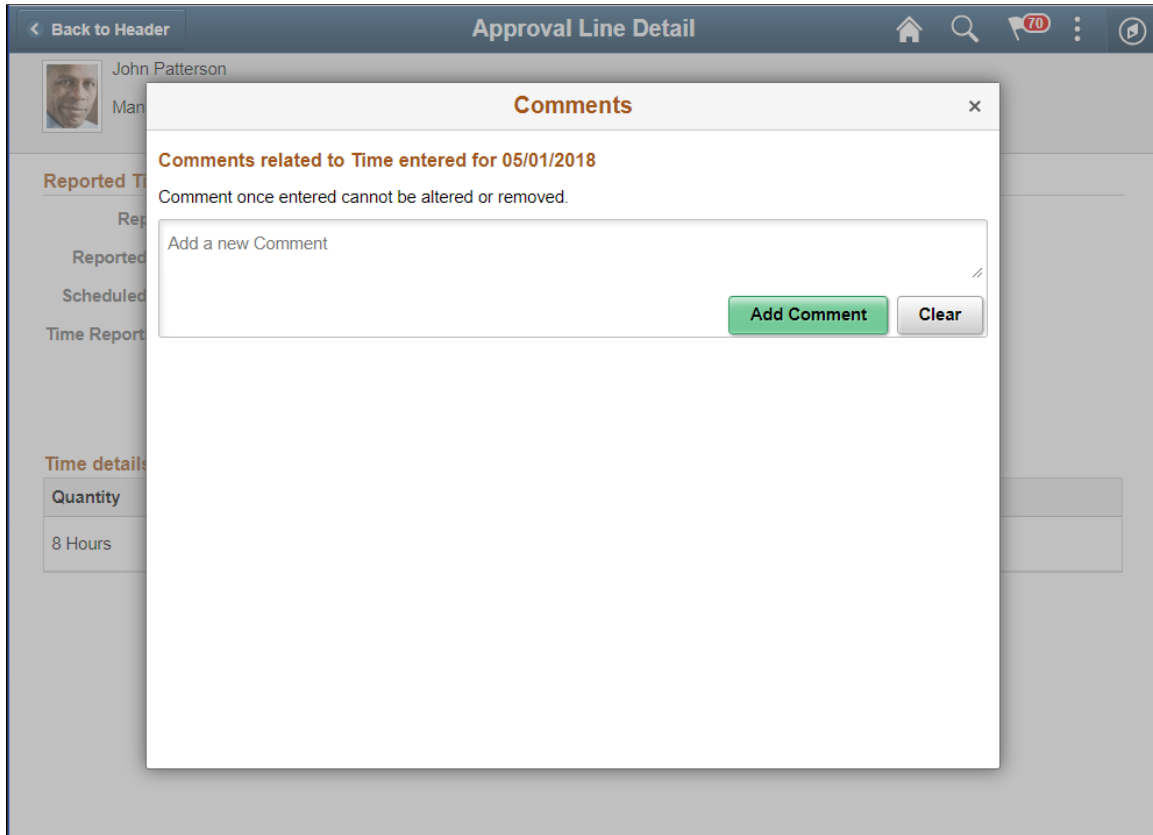 Back to Header
Approval Line Detail
70
John Patterson
Man
Comments
×
Comments related to Time entered for 05/01/2018
Reported Ti
Comment once entered cannot be altered or removed.
Rep
Add a new Comment
Reported
Scheduled
Add Comment
Clear
Time Report
Time details
Quantity
8 Hours